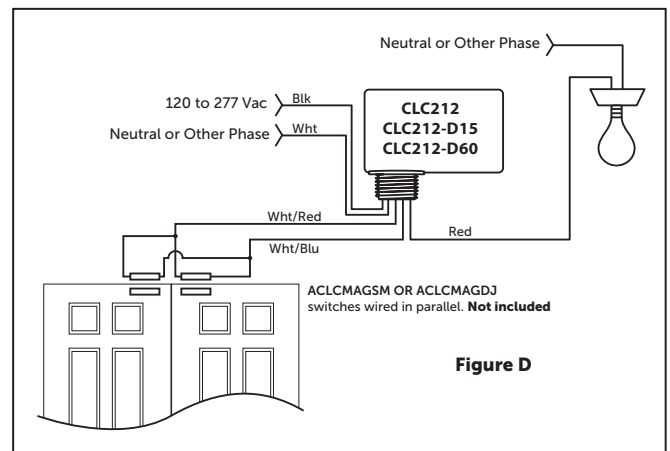 Neutral or Other Phase
120 to 277 Vac
Blk
Neutral or Other Phase
Wht
CLC212
CLC212-D15
CLC212-D60
Wht/Red
Wht/Blu
Red
ACLCMAGSM OR ACLCMAGDJ
switches wired in parallel. Not included
Figure D